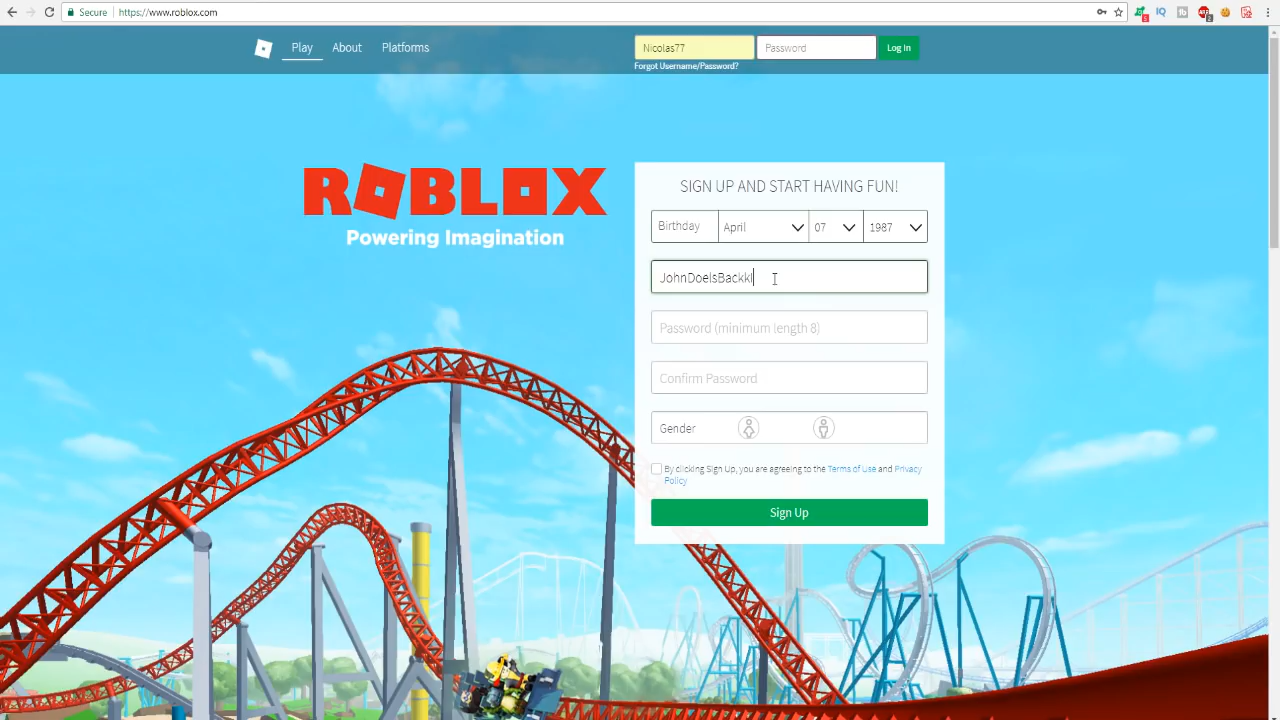 Secure https://www.roblox.com
Play About Platforms Nicolas77 Password Log In
Forgot Username/Password?
ROBLOX
Powering Imagination
SIGN UP AND START HAVING FUN!
Birthday April 07 1987
JohnDoeIsBackk
Password (minimum length 8)
Confirm Password
Gender
By clicking Sign Up, you are agreeing to the Terms of Use and Privacy
Policy
Sign Up